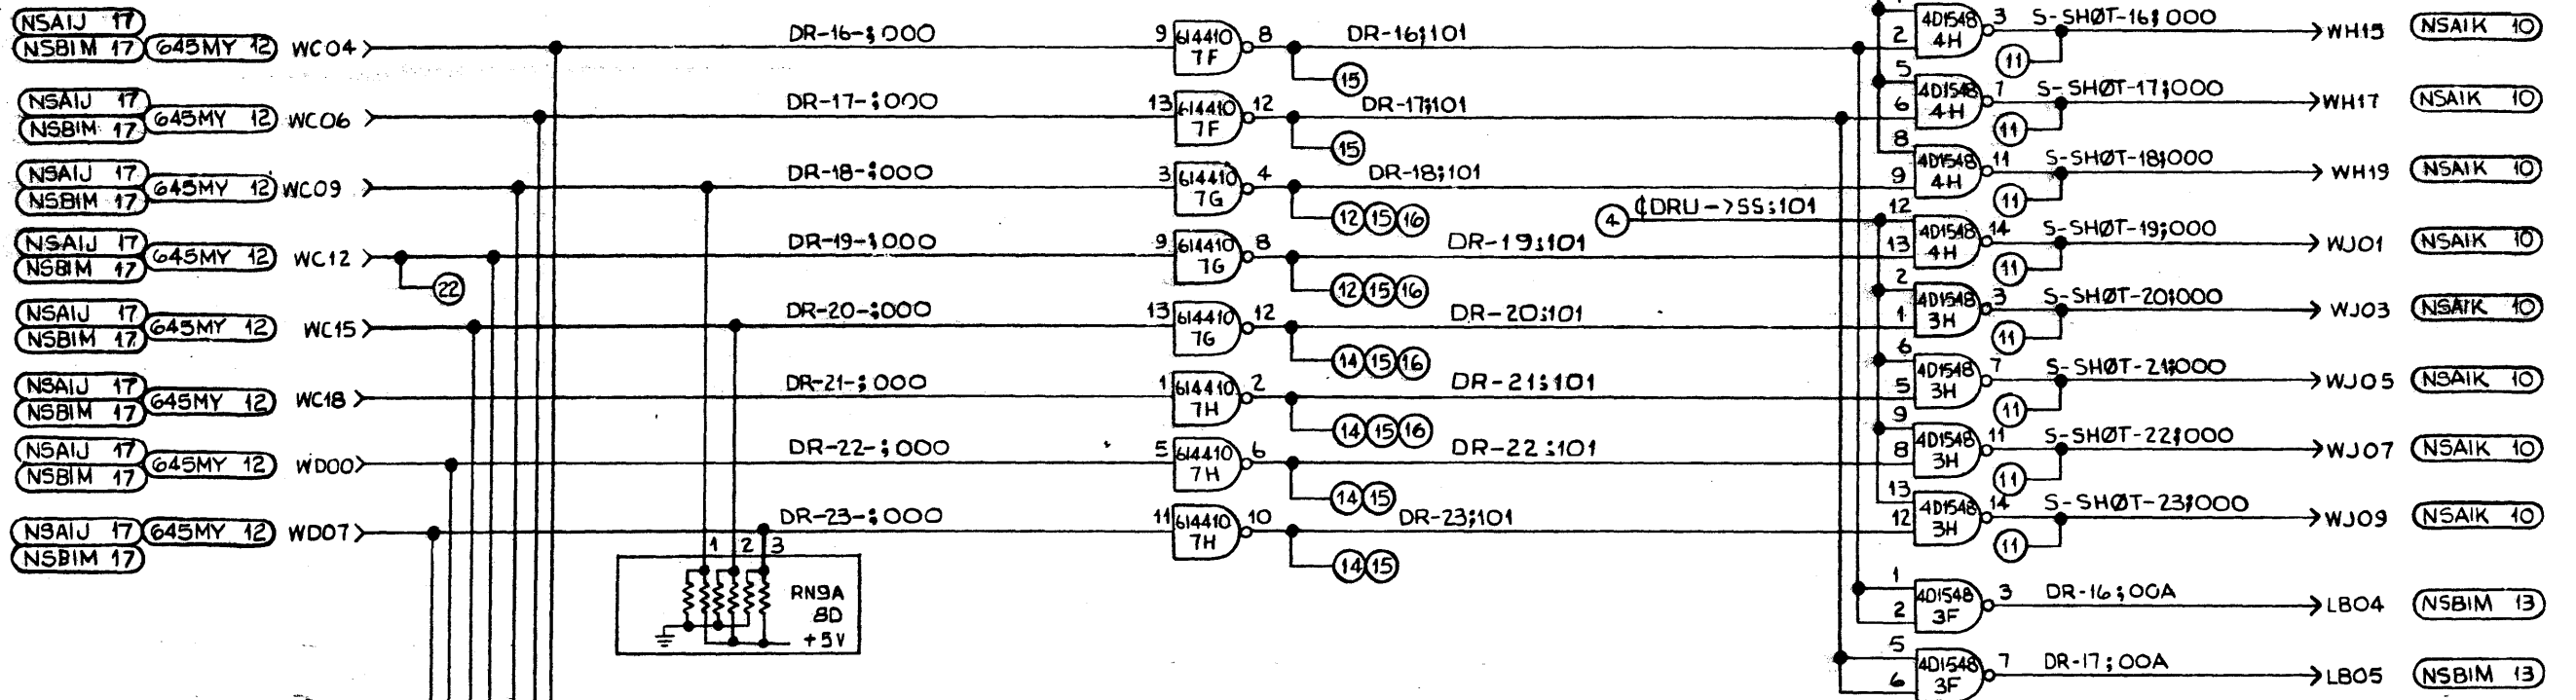 NSAIJ 17
NSBIM 17 645MY 12 WC04 DR-16-;000 9 614410 7F 8 DR-16;101 15
2 4D1548 4H 3 S-SHØT-16;000 11 WH15 NSAIK 10
NSAIJ 17
NSBIM 17 645MY 12 WC06 DR-17-;000 13 614410 7F 12 DR-17;101 15
5 6 4D1548 4H 7 S-SHØT-17;000 11 WH17 NSAIK 10
NSAIJ 17
NSBIM 17 645MY 12 WC09 DR-18-;000 3 614410 7G 4 DR-18;101 12 15 16
8 9 4D1548 4H 11 S-SHØT-18;000 11 WH19 NSAIK 10
4 ¢DRU->SS;101
NSAIJ 17
NSBIM 17 645MY 12 WC12 22 DR-19-;000 9 614410 7G 8 DR-19;101 12 15 16
12 13 4D1548 4H 14 S-SHØT-19;000 11 WJ01 NSAIK 10
NSAIJ 17
NSBIM 17 645MY 12 WC15 DR-20-;000 13 614410 7G 12 DR-20;101 14 15 16
2 1 4D1548 3H 3 S-SHØT-20;000 11 WJ03 NSAIK 10
NSAIJ 17
NSBIM 17 645MY 12 WC18 DR-21-;000 1 614410 7H 2 DR-21;101 14 15 16
6 5 4D1548 3H 7 S-SHØT-21;000 11 WJ05 NSAIK 10
NSAIJ 17
NSBIM 17 645MY 12 WD00 DR-22-;000 5 614410 7H 6 DR-22;101 14 15
9 8 4D1548 3H 11 S-SHØT-22;000 11 WJ07 NSAIK 10
NSAIJ 17 645MY 12 WD07 DR-23-;000 11 614410 7H 10 DR-23;101 14 15
NSBIM 17
13 12 4D1548 3H 14 S-SHØT-23;000 11 WJ09 NSAIK 10
1 2 3
RN9A
8D
+5V
1 2 4D1548 3F 3 DR-16;00A LB04 NSBIM 13
5 6 4D1548 3F 7 DR-17;00A LB05 NSBIM 13